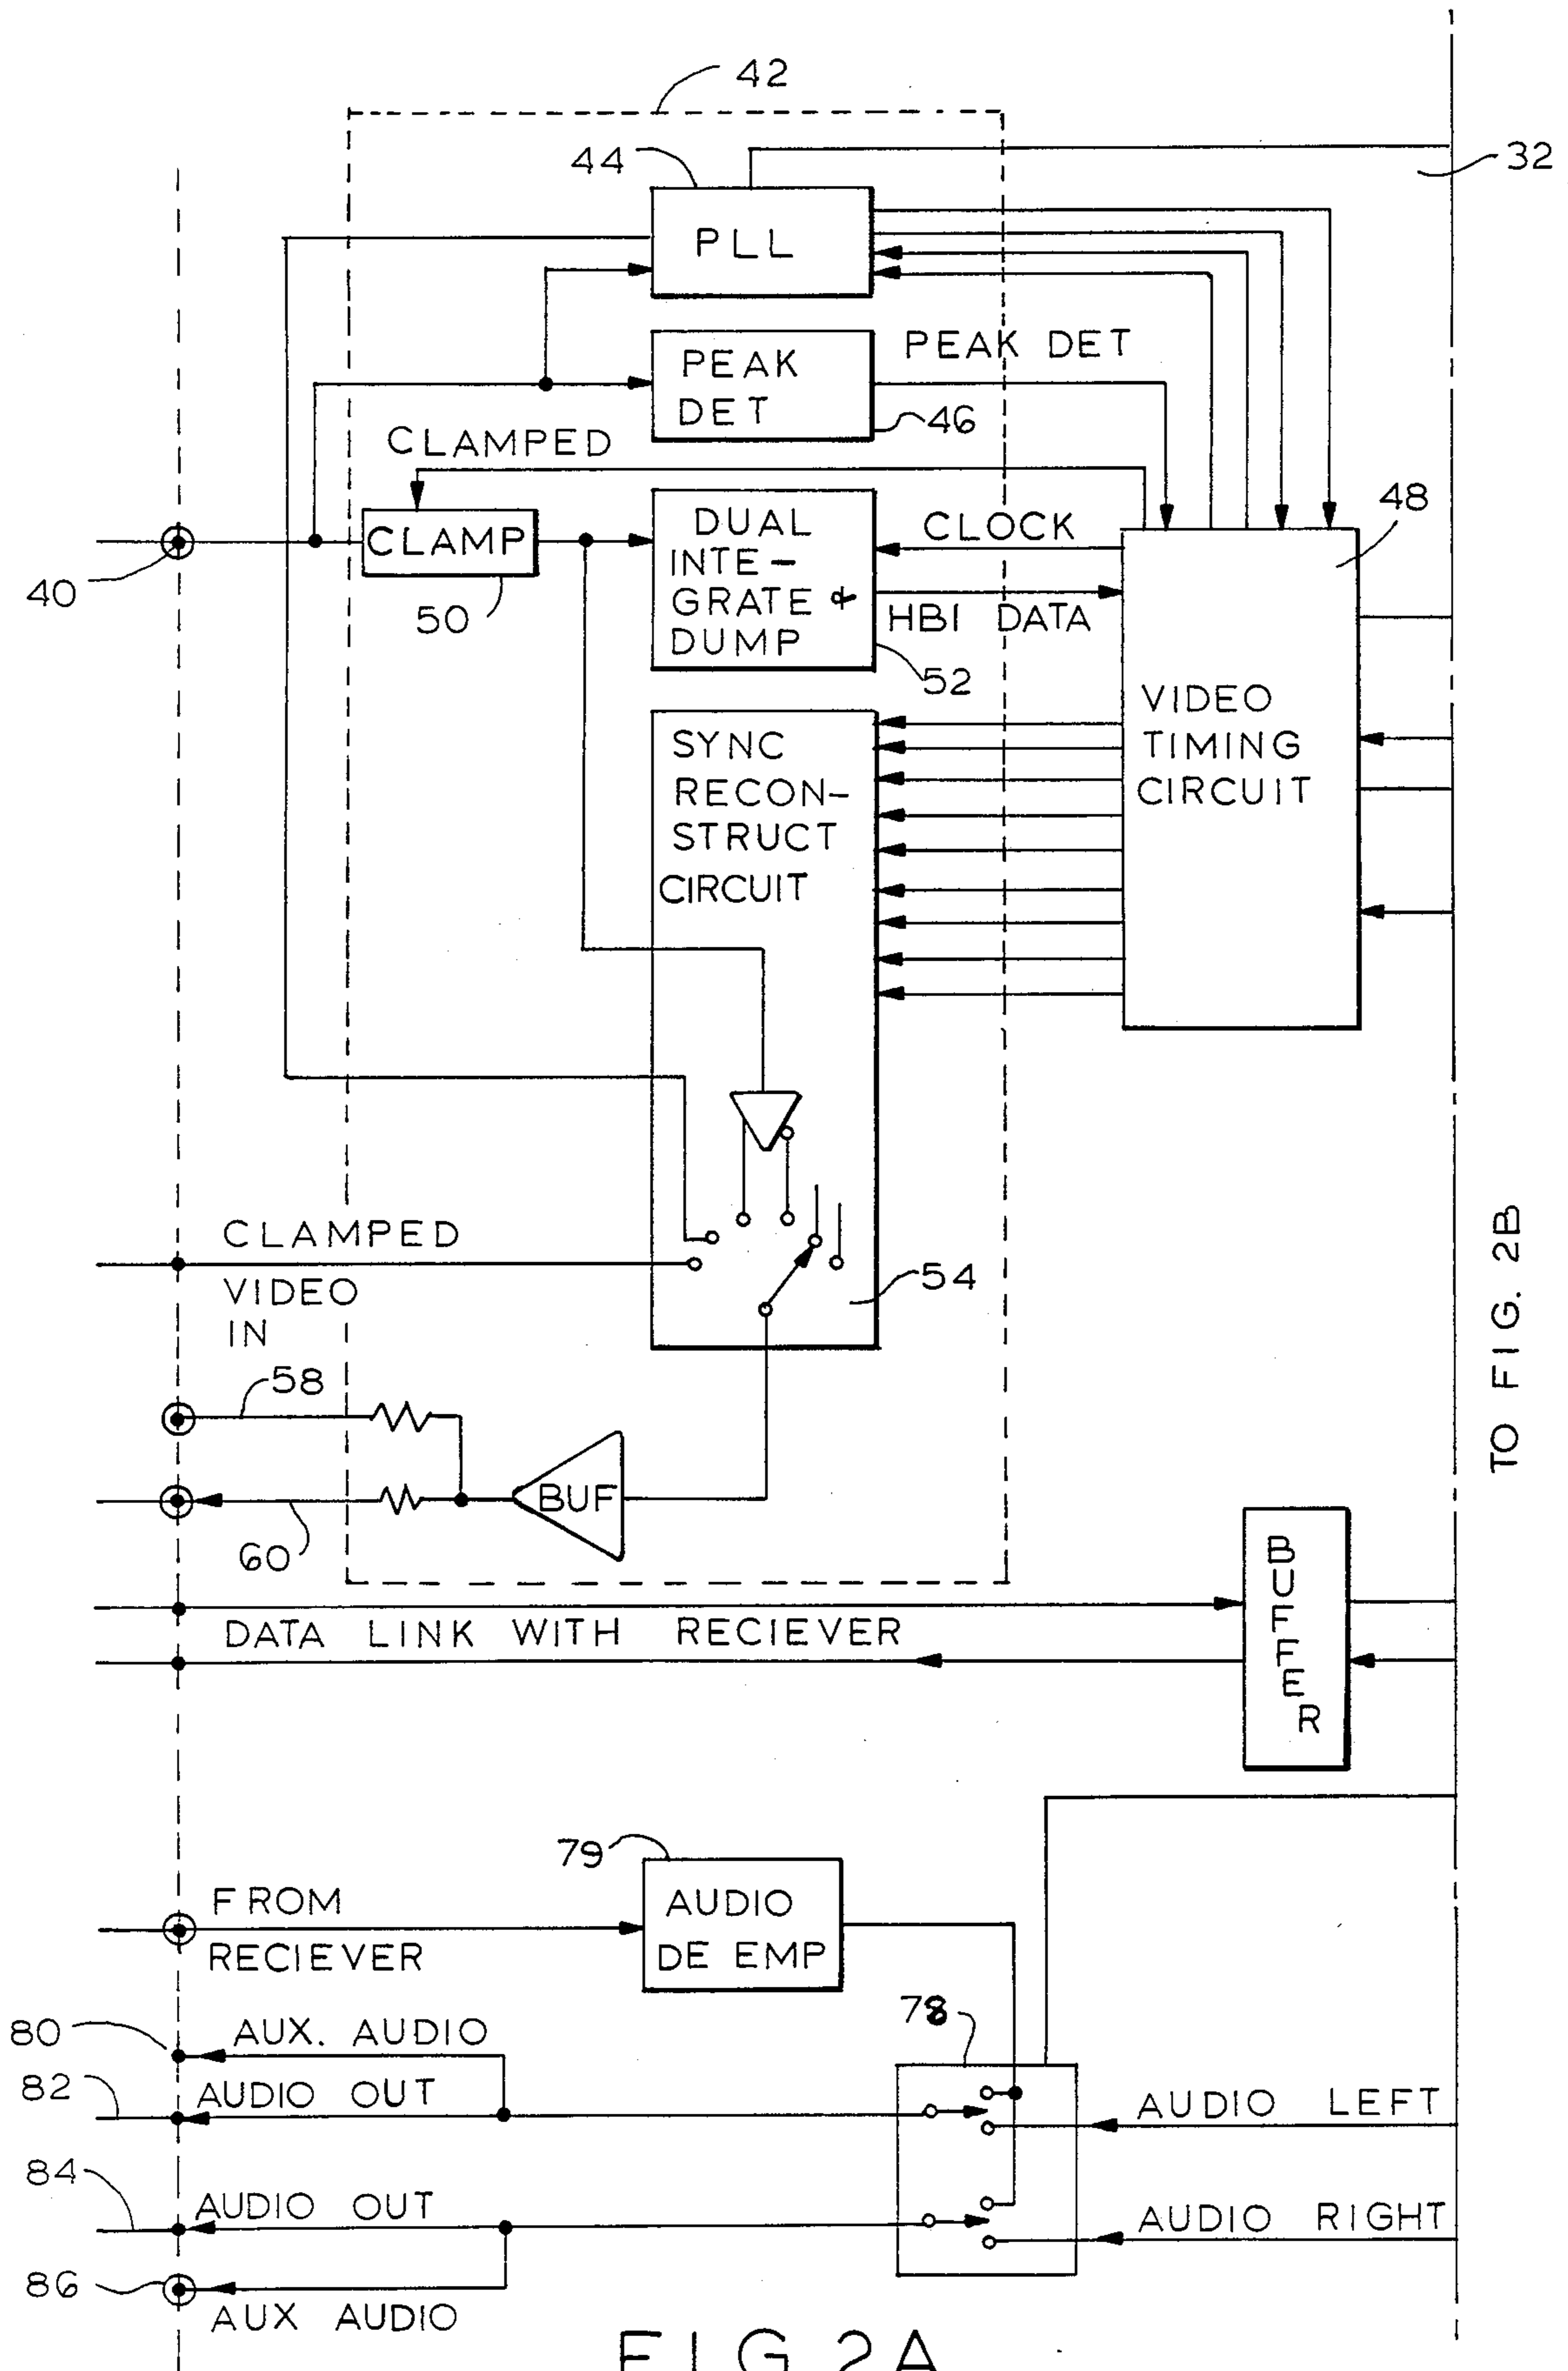 42
44
32
PLL
PEAK DET
PEAK
DET
46
CLAMPED
48
CLAMP
40
50
DUAL
INTE-
GRATE &
DUMP
CLOCK
HBI DATA
52
VIDEO
TIMING
CIRCUIT
SYNC
RECON-
STRUCT
CIRCUIT
CLAMPED
VIDEO
IN
54
TO FIG. 2B
58
BUF
60
BUFFER
DATA LINK WITH RECIEVER
79
FROM
RECIEVER
AUDIO
DE EMP
78
80
AUX. AUDIO
82
AUDIO OUT
AUDIO LEFT
84
AUDIO OUT
AUDIO RIGHT
86
AUX AUDIO
FIG 2A